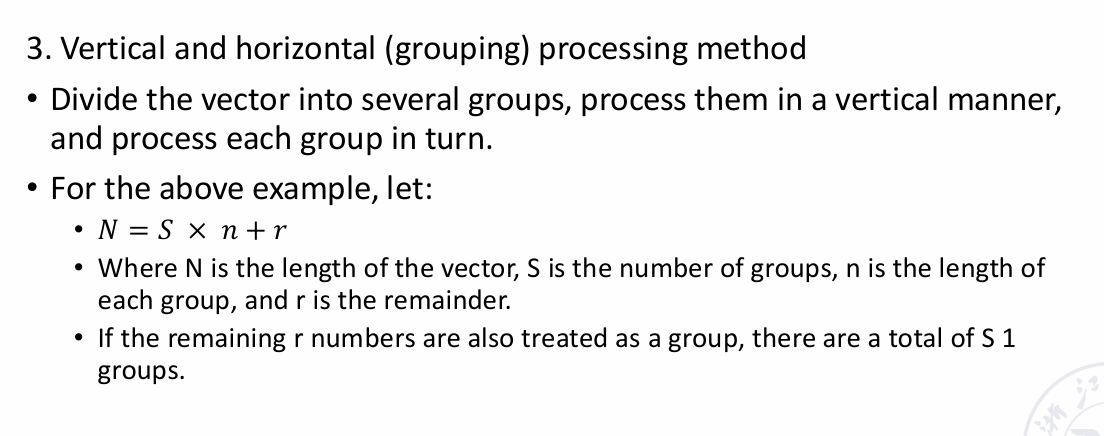 3. Vertical and horizontal (grouping) processing method
• Divide the vector into several groups, process them in a vertical manner,
and process each group in turn.
• For the above example, let:
• N = S × n + r
• Where N is the length of the vector, S is the number of groups, n is the length of
each group, and r is the remainder.
• If the remaining r numbers are also treated as a group, there are a total of S 1
groups.
浙江